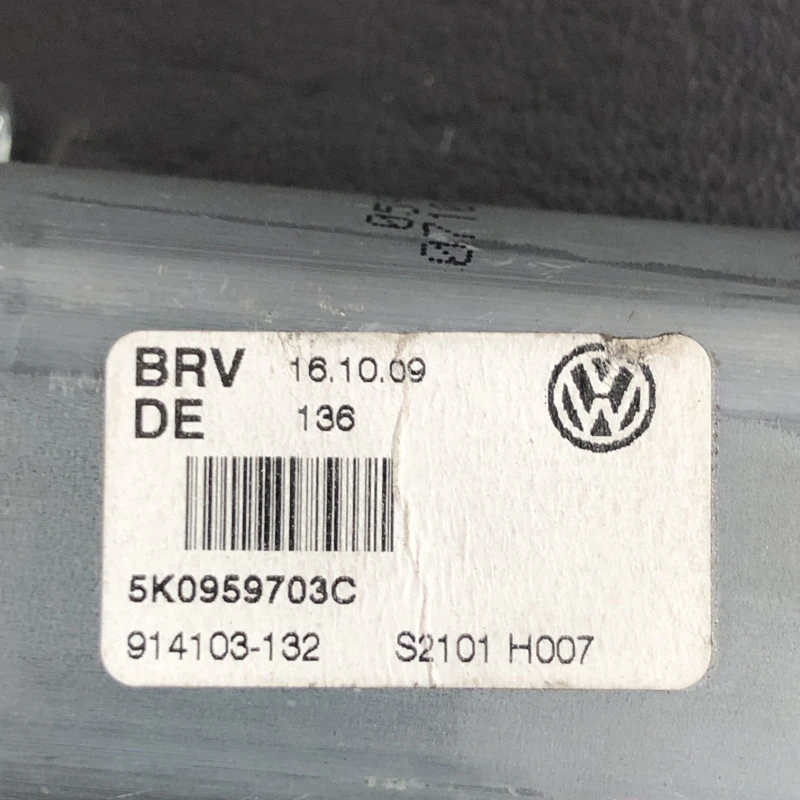 BRV 16.10.09
DE 136
5K0959703C
914103-132 S2101 H007